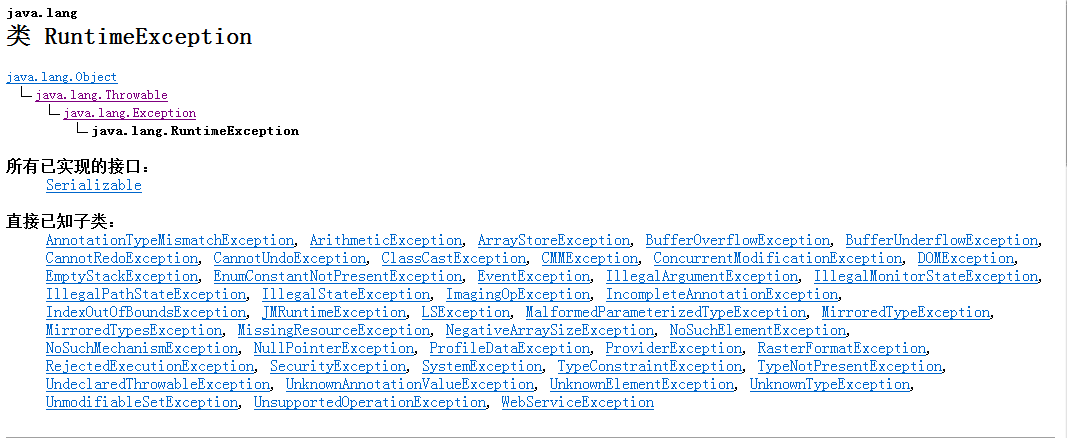 java.lang
类 RuntimeException
java.lang.Object
java.lang.Throwable
java.lang.Exception
java.lang.RuntimeException
所有已实现的接口：
Serializable
直接已知子类：
AnnotationTypeMismatchException, ArithmeticException, ArrayStoreException, BufferOverflowException, BufferUnderflowException,
CannotRedoException, CannotUndoException, ClassCastException, CMMException, ConcurrentModificationException, DOMException,
EmptyStackException, EnumConstantNotPresentException, EventException, IllegalArgumentException, IllegalMonitorStateException,
IllegalPathStateException, IllegalStateException, ImagingOpException, IncompleteAnnotationException,
IndexOutOfBoundsException, JMRuntimeException, LSException, MalformedParameterizedTypeException, MirroredTypeException,
MirroredTypesException, MissingResourceException, NegativeArraySizeException, NoSuchElementException,
NoSuchMechanismException, NullPointerException, ProfileDataException, ProviderException, RasterFormatException,
RejectedExecutionException, SecurityException, SystemException, TypeConstraintException, TypeNotPresentException,
UndeclaredThrowableException, UnknownAnnotationValueException, UnknownElementException, UnknownTypeException,
UnmodifiableSetException, UnsupportedOperationException, WebServiceException